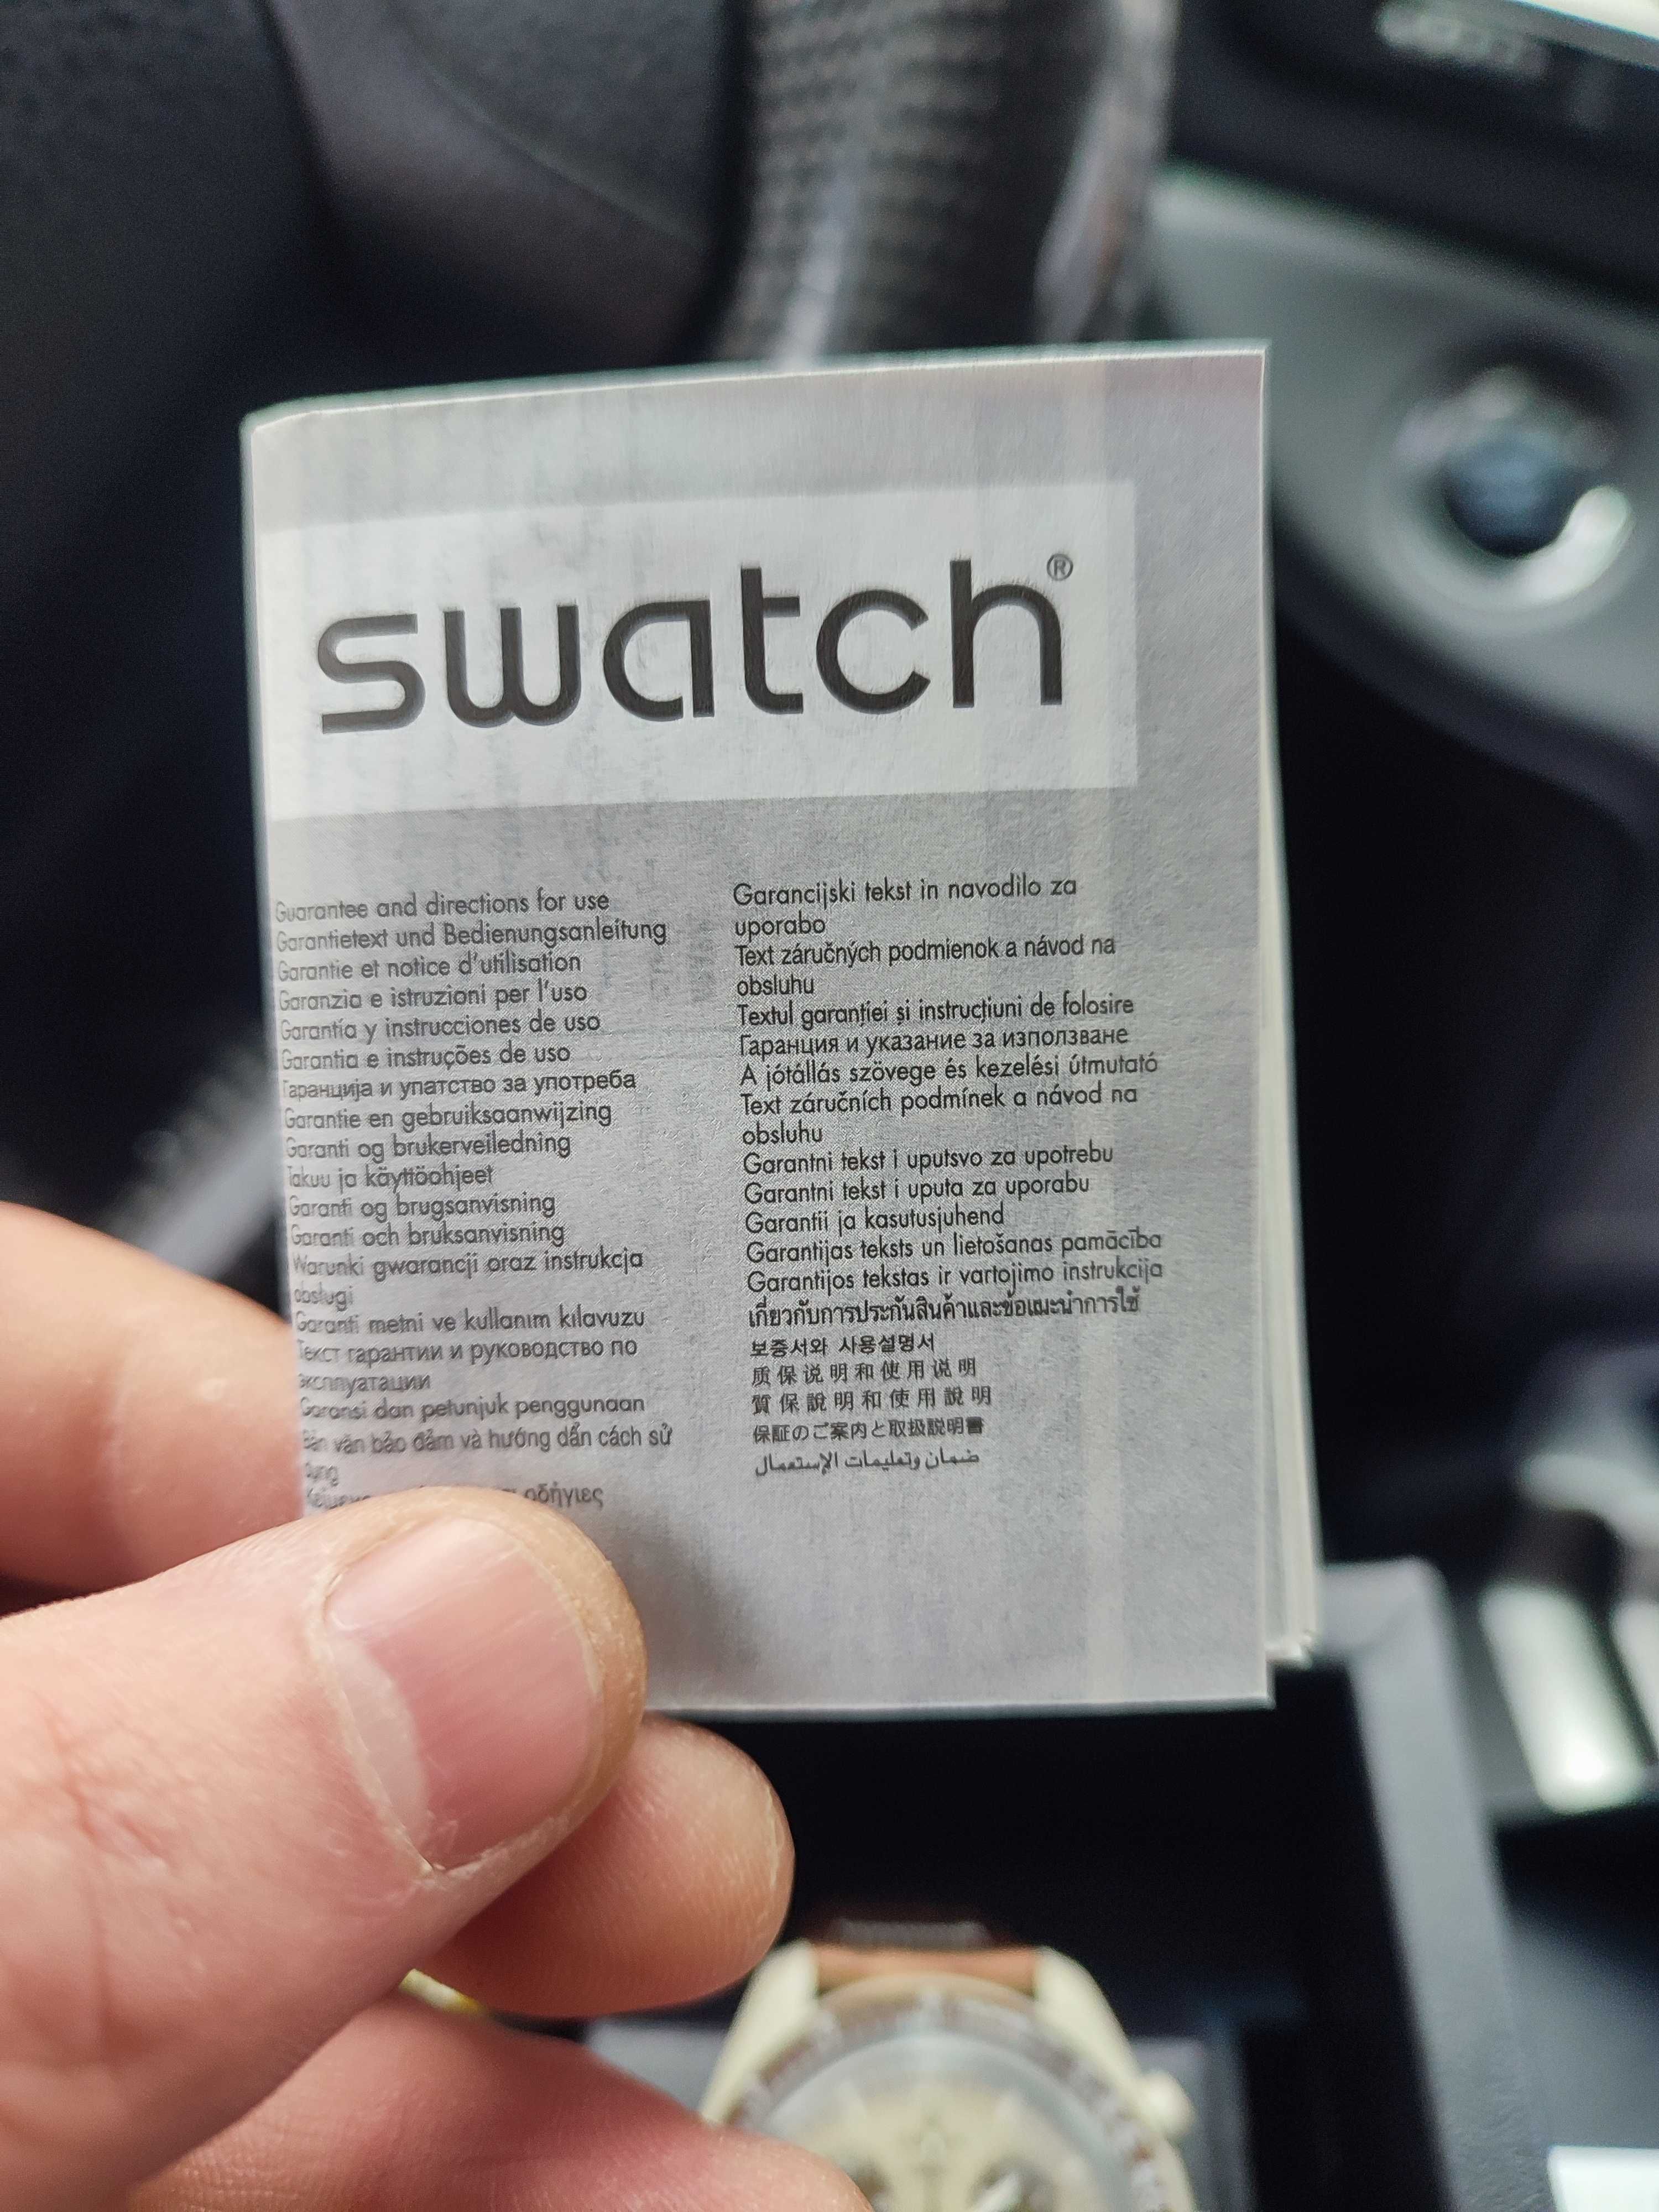 swatch®
Guarantee and directions for use
Garantietext und Bedienungsanleitung
Garantie et notice d'utilisation
Garanzia e istruzioni per l'uso
Garantía y instrucciones de uso
Garantia e instruções de uso
Гаранција и упатство за употреба
Garantie en gebruiksaanwijzing
Garanti og brukerveiledning
Takuu ja käyttöohjeet
Garanti og brugsanvisning
Garanti och bruksanvisning
Warunki gwarancji oraz instrukcja
obsługi
Garanti metni ve kullanım kılavuzu
Текст гарантии и руководство по
эксплуатации
Garansi dan petunjuk penggunaan
Bản văn bảo đảm và hướng dẫn cách sử
dụng
οδήγιες
Garancijski tekst in navodilo za
uporabo
Text záručných podmienok a návod na
obsluhu
Textul garanției și instrucțiuni de folosire
Гаранция и указание за използване
A jótállás szövege és kezelési útmutató
Text záručních podmínek a návod na
obsluhu
Garantni tekst i uputsvo za upotrebu
Garantni tekst i uputa za uporabu
Garantii ja kasutusjuhend
Garantijas teksts un lietošanas pamācība
Garantijos tekstas ir vartojimo instrukcija
เกี่ยวกับการประกันสินค้าและข้อแนะนำการใช้
보증서와 사용설명서
质保说明和使用说明
質保說明和使用說明
保証のご案内と取扱説明書
ضمان وتعليمات الإستعمال